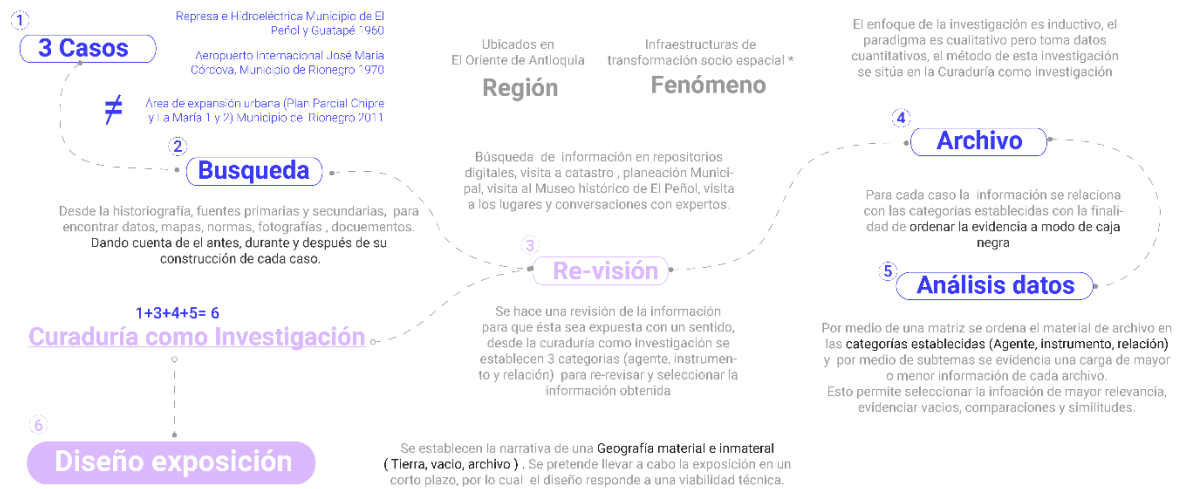 1
3 Casos
Represa e Hidroeléctrica Municipio de El
Peñol y Guatapé 1960
Aeropuerto Internacional José María
Córdova, Municipio de Rionegro 1970
≠
Área de expansión urbana (Plan Parcial Chipre
y La María 1 y 2) Municipio de Rionegro 2011
Ubicados en
El Oriente de Antioquia
Región
Infraestructuras de
transformación socio espacial *
Fenómeno
El enfoque de la investigación es inductivo, el
paradigma es cualitativo pero toma datos
cuantitativos, el método de esta investigación
se sitúa en la Curaduría como investigación
2
Busqueda
Desde la historiografía, fuentes primarias y secundarias, para
encontrar datos, mapas, normas, fotografías , docuementos.
Dando cuenta de el antes, durante y después de su
construcción de cada caso.
Búsqueda de información en repositorios
digitales, visita a catastro , planeación Munici-
pal, visita al Museo histórico de El Peñol, visita
a los lugares y conversaciones con expertos.
3
Re-visión
Se hace una revisión de la información
para que ésta sea expuesta con un sentido,
desde la curaduría como investigación se
establecen 3 categorías (agente, instrumen-
to y relación) para re-revisar y seleccionar la
información obtenida
4
Archivo
Para cada caso la información se relaciona
con las categorías establecidas con la finali-
dad de ordenar la evidencia a modo de caja
negra
5
Análisis datos
Por medio de una matriz se ordena el material de archivo en
las categorías establecidas (Agente, instrumento, relación)
y por medio de subtemas se evidencia una carga de mayor
o menor información de cada archivo.
Esto permite seleccionar la infoación de mayor relevancia,
evidenciar vacios, comparaciones y similitudes.
1+3+4+5= 6
Curaduría como Investigación
6
Diseño exposición
Se establecen la narrativa de una Geografía material e inmateral
( Tierra, vacio, archivo ) . Se pretende llevar a cabo la exposición en un
corto plazo, por lo cual el diseño responde a una viabilidad técnica.